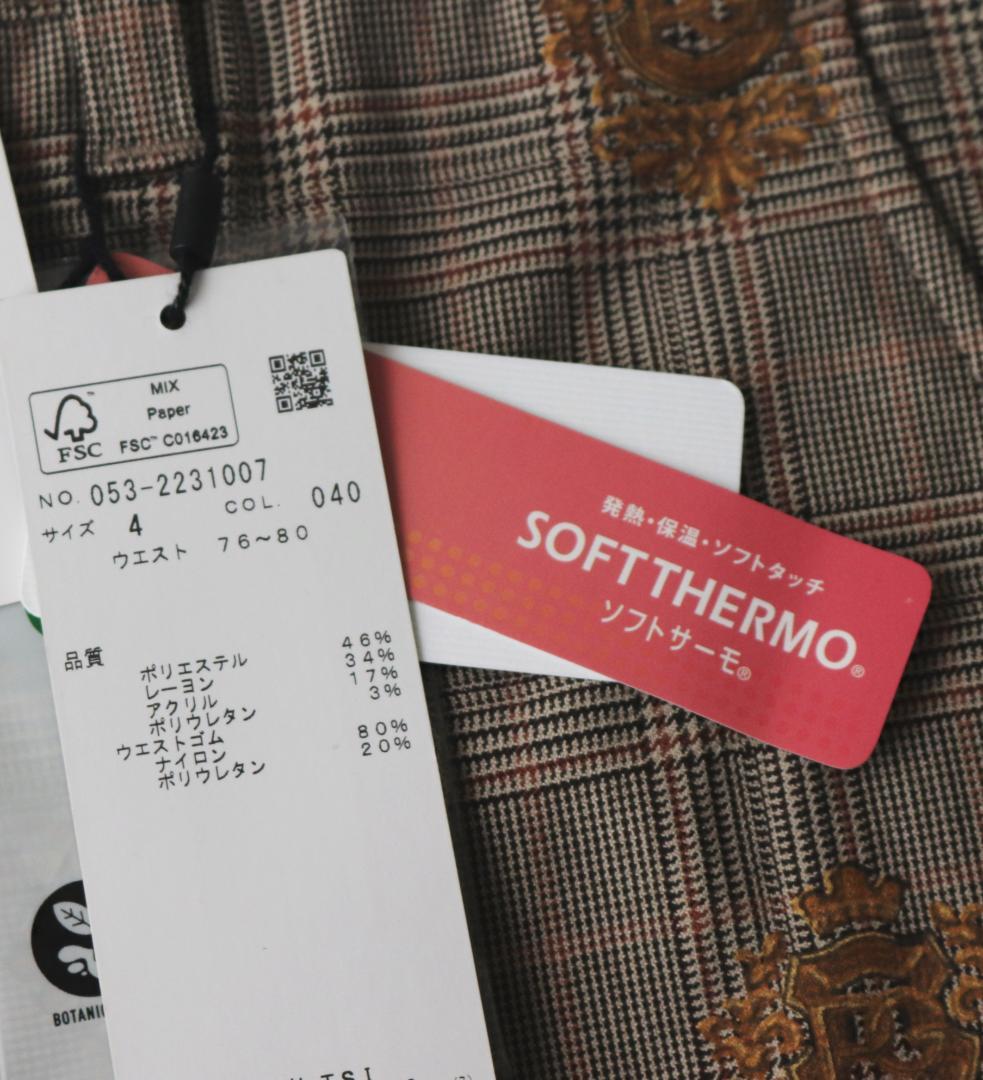 MIX
Paper
FSC™ C016423
FSC
NO. 053-2231007
COL. 040
サイズ 4
ウエスト 76~80
品質
ポリエステル 46%
レーヨン 34%
アクリル 17%
ポリウレタン 3%
ウエストゴム
ナイロン 80%
ポリウレタン 20%
発熱・保温・ソフトタッチ
SOFTTHERMO®
ソフトサーモ®